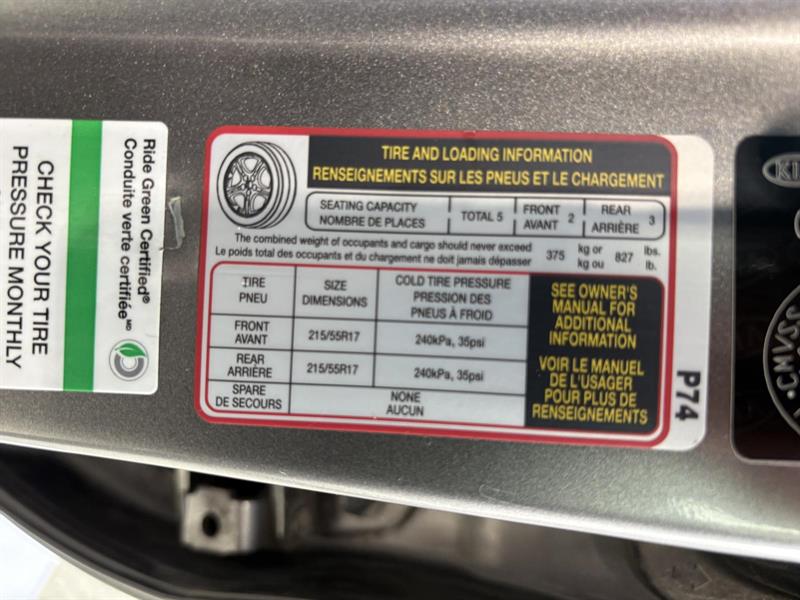 Ride Green Certified®
Conduite verte certifiée MD
CHECK YOUR TIRE
PRESSURE MONTHLY
TIRE AND LOADING INFORMATION
RENSEIGNEMENTS SUR LES PNEUS ET LE CHARGEMENT
SEATING CAPACITY
NOMBRE DE PLACES
TOTAL 5
FRONT
AVANT 2
REAR
ARRIÈRE 3
The combined weight of occupants and cargo should never exceed 375 kg or 827 lbs.
Le poids total des occupants et du chargement ne doit jamais dépasser kg ou lb.
TIRE
PNEU
SIZE
DIMENSIONS
COLD TIRE PRESSURE
PRESSION DES
PNEUS À FROID
FRONT
AVANT
215/55R17
240kPa, 35psi
REAR
ARRIÈRE
215/55R17
240kPa, 35psi
SPARE
DE SECOURS
NONE
AUCUN
SEE OWNER'S
MANUAL FOR
ADDITIONAL
INFORMATION
VOIR LE MANUEL
DE L'USAGER
POUR PLUS DE
RENSEIGNEMENTS
P74
CMVSS